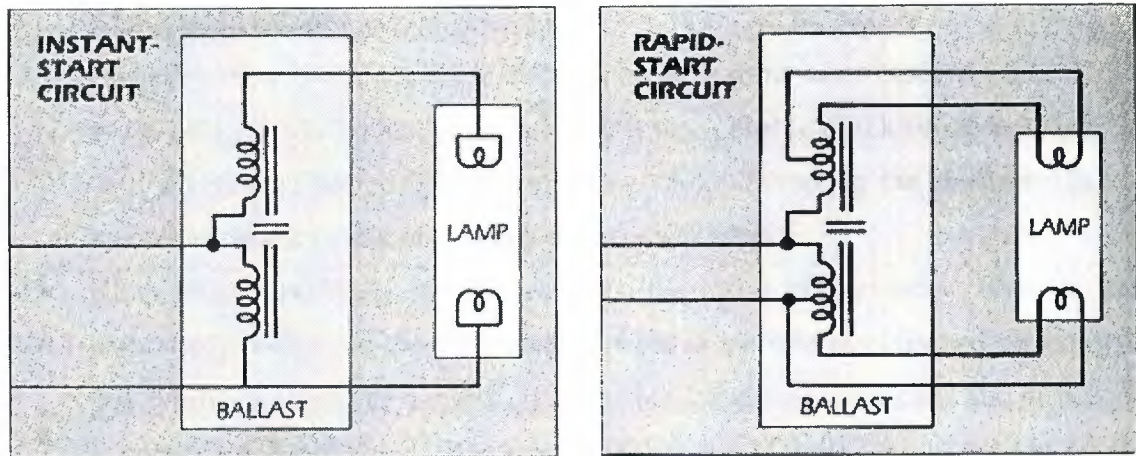 INSTANT-
START
CIRCUIT
LAMP
BALLAST
RAPID-
START
CIRCUIT
LAMP
BALLAST